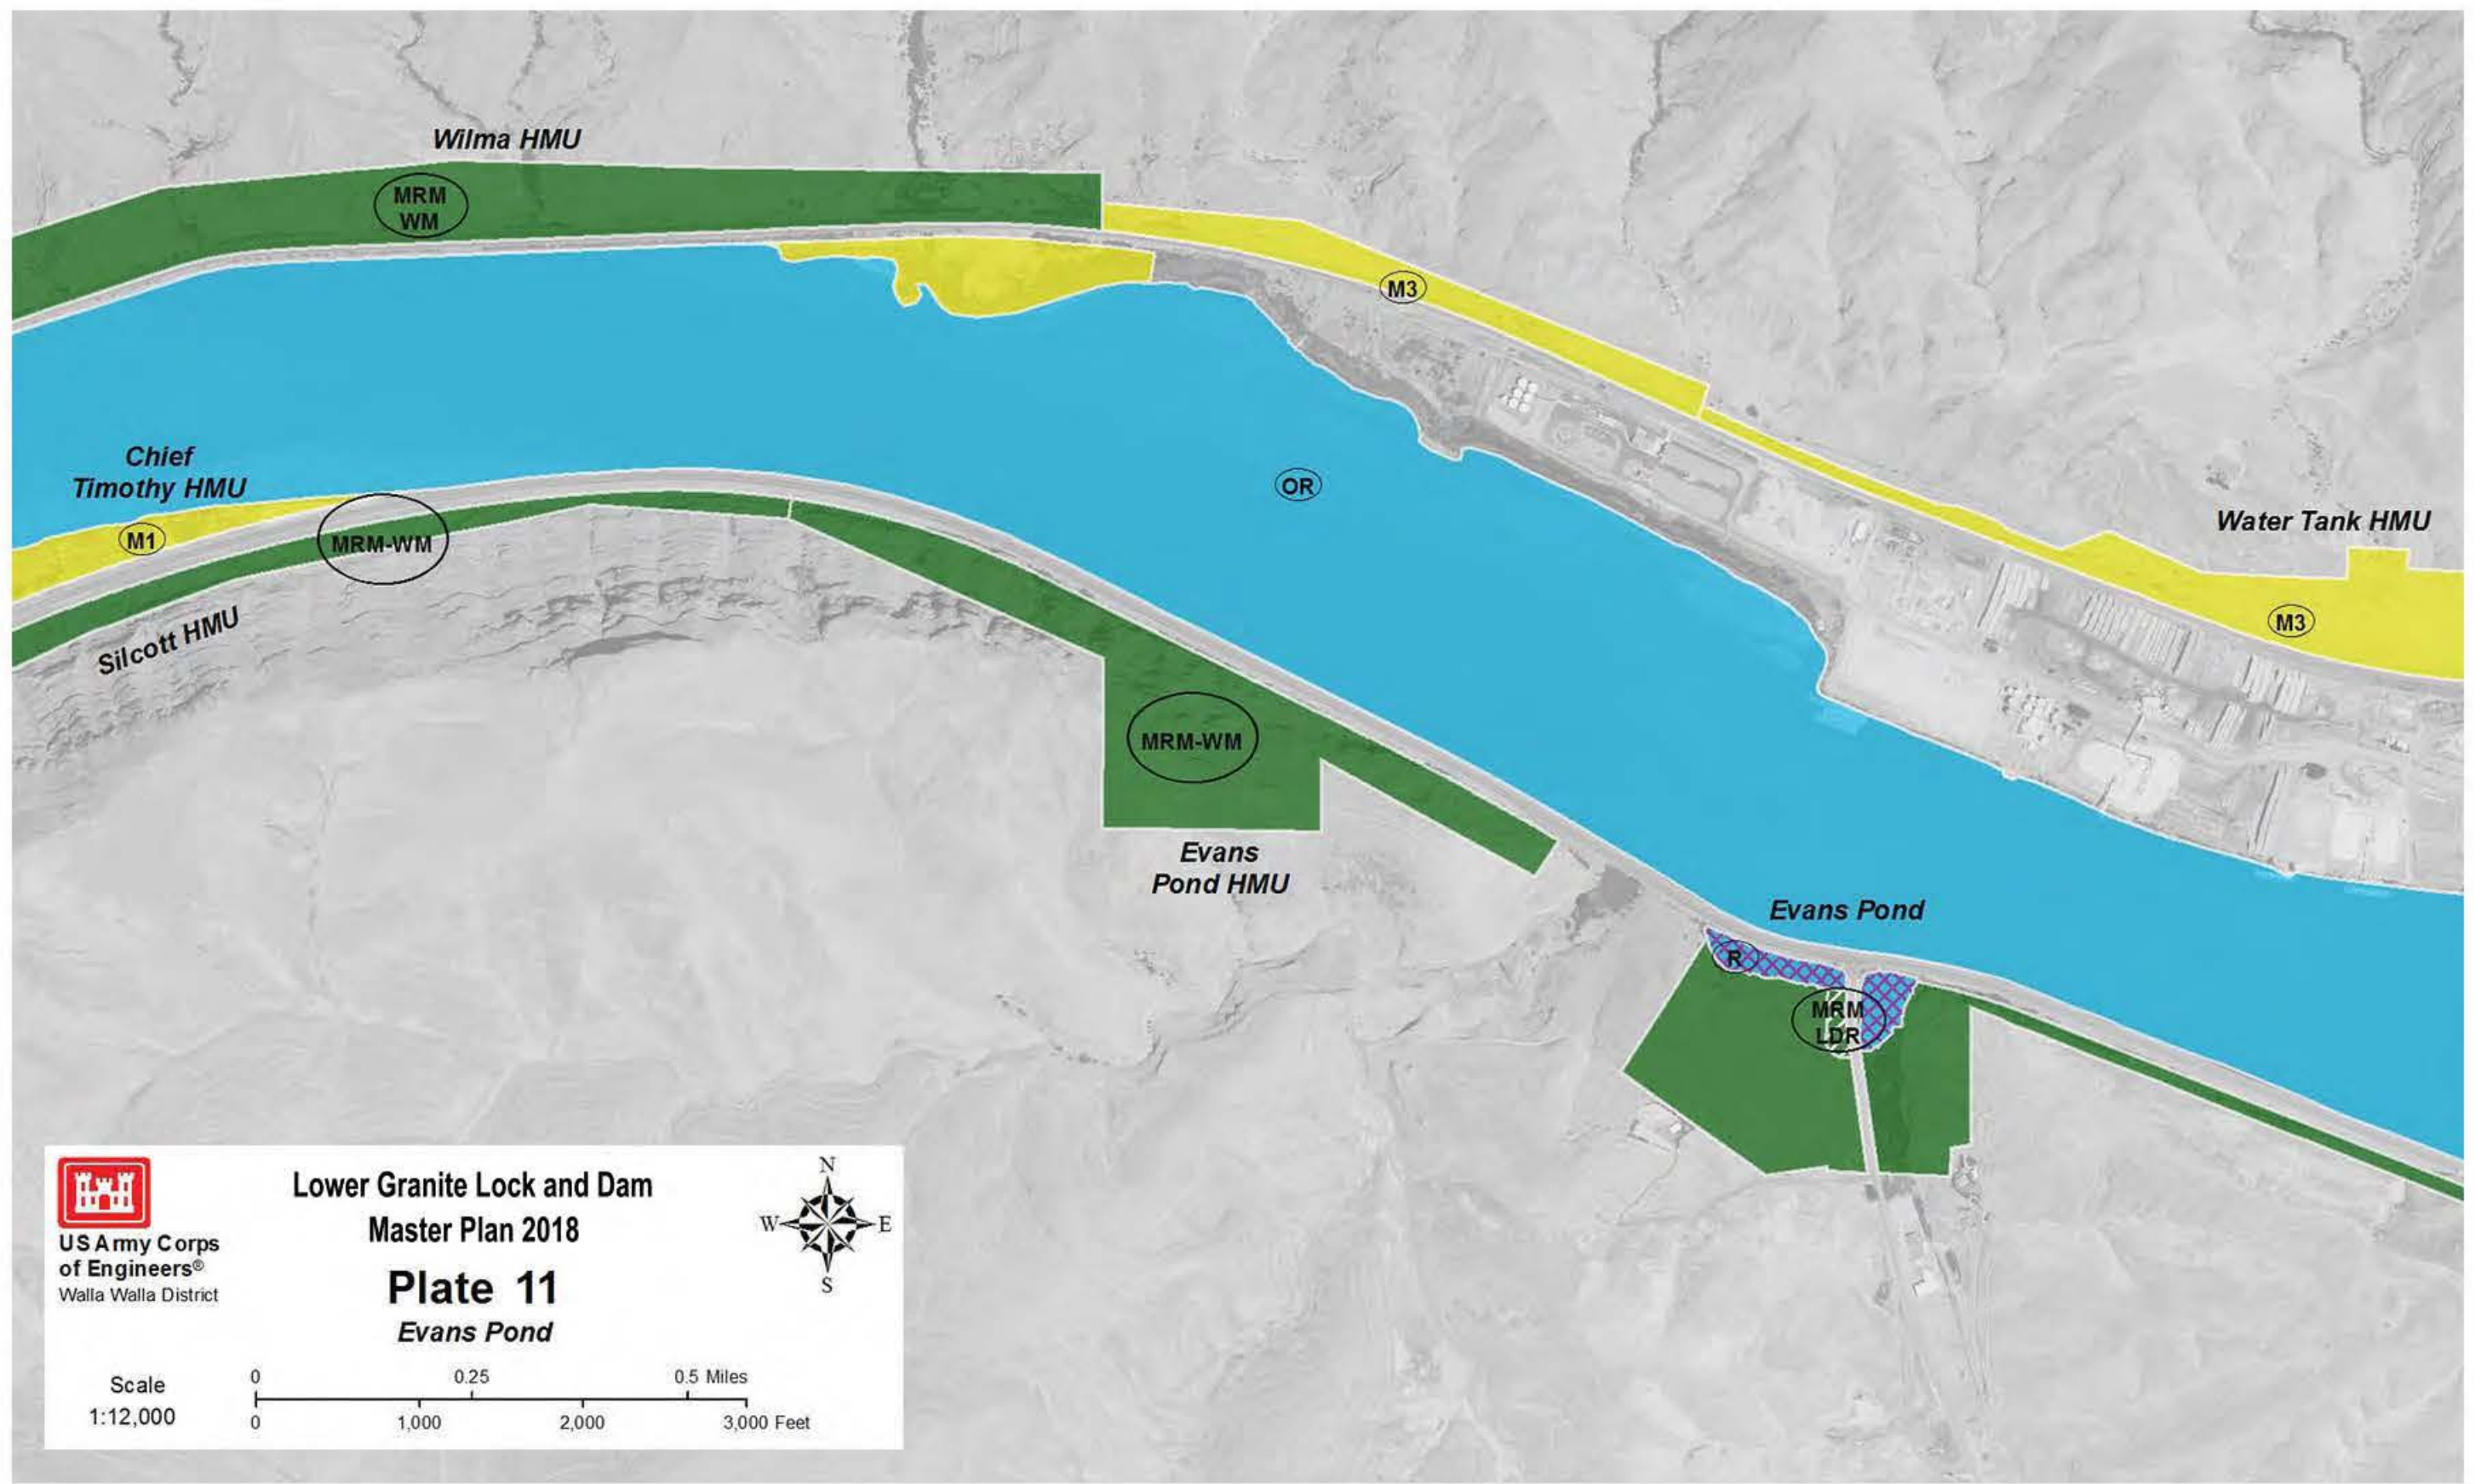 Wilma HMU
MRM
WM
M3
Chief
Timothy HMU
OR
M1
MRM-WM
Water Tank HMU
M3
Silcott HMU
MRM-WM
Evans
Pond HMU
Evans Pond
R
MRM
LDR
US Army Corps
of Engineers®
Walla Walla District
Lower Granite Lock and Dam
Master Plan 2018
Plate 11
Evans Pond
N
W E
S
Scale
1:12,000
0 0.25 0.5 Miles
0 1,000 2,000 3,000 Feet